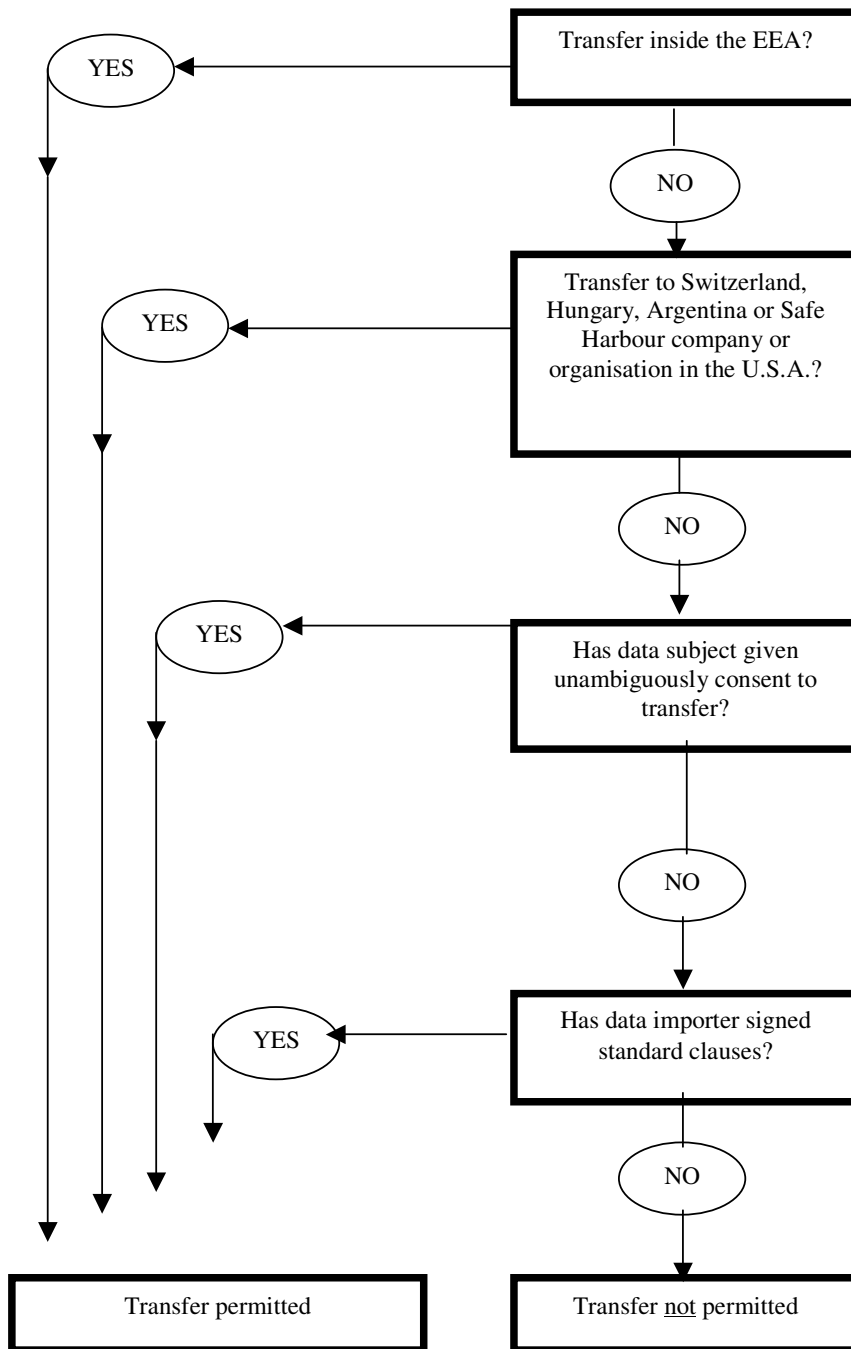 Transfer inside the EEA?
YES
NO
Transfer to Switzerland,
Hungary, Argentina or Safe
Harbour company or
organisation in the U.S.A.?
YES
NO
Has data subject given
unambiguously consent to
transfer?
YES
NO
Has data importer signed
standard clauses?
YES
NO
Transfer permitted
Transfer not permitted